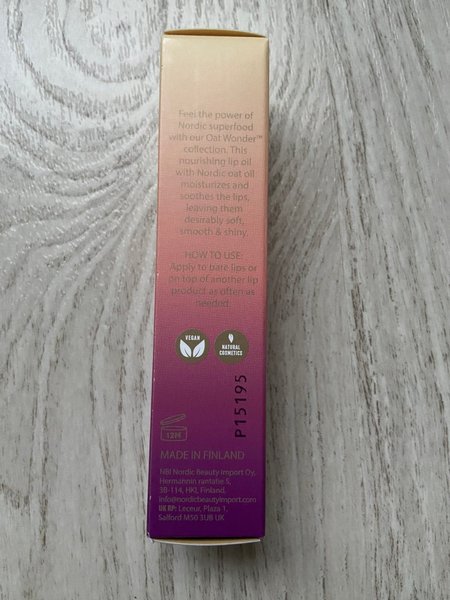 Feel the power of
Nordic superfood
with our Oat Wonder™
collection. This
nourishing lip oil
with Nordic oat oil
moisturizes and
soothes the lips,
leaving them
desirably soft,
smooth & shiny.
HOW TO USE:
Apply to bare lips or
on top of another lip
product as often as
needed.
VEGAN
NATURAL
COSMETICS
P15195
12M
MADE IN FINLAND
NBI Nordic Beauty Import Oy,
Hermannin rantatie 5,
3B-114, HKI, Finland.
info@nordicbeautyimport.com
UK RP: Leceur, Plaza 1,
Salford M50 3UB UK